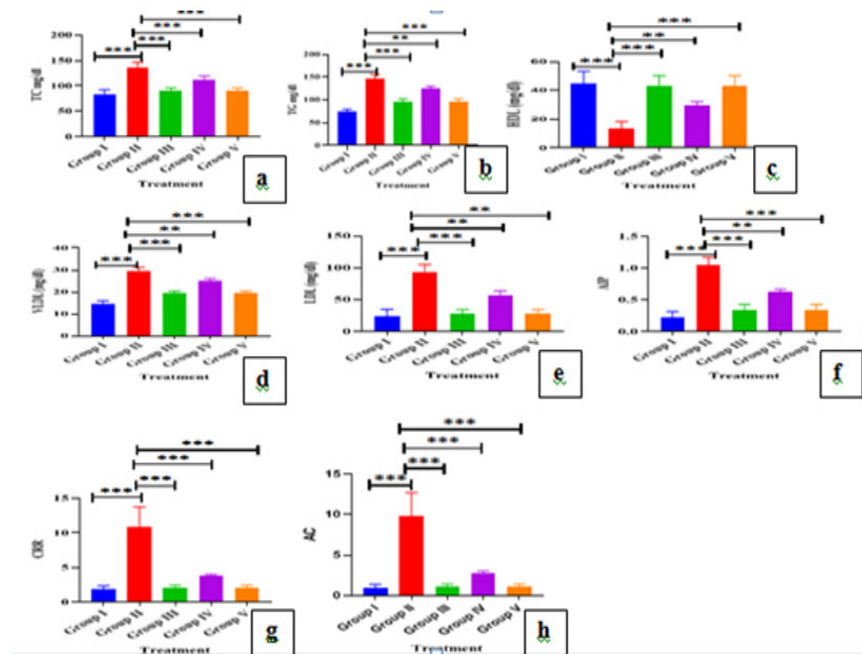 ***
***
***
***
TC mg/dl
200
150
100
50
0
Group I
Group II
Group III
Group IV
Group V
Treatment
a
***
**
***
***
TG mg/dl
200
150
100
50
0
Group I
Group II
Group III
Group IV
Group V
Treatment
b
***
**
***
***
HDL (mg/dl)
60
40
20
0
Group I
Group II
Group III
Group IV
Group V
Treatment
c
***
**
***
***
VLDL (mg/dl)
40
30
20
10
0
Group I
Group II
Group III
Group IV
Group V
Treatment
d
**
**
***
***
LDL (mg/dl)
150
100
50
0
Group I
Group II
Group III
Group IV
Group V
Treatment
e
***
**
***
***
AIP
1.5
1.0
0.5
0.0
Group I
Group II
Group III
Group IV
Group V
Treatment
f
***
***
***
***
CRR
15
10
5
0
Group I
Group II
Group III
Group IV
Group V
Treatment
g
***
***
***
***
AC
15
10
5
0
Group I
Group II
Group III
Group IV
Group V
Treatment
h